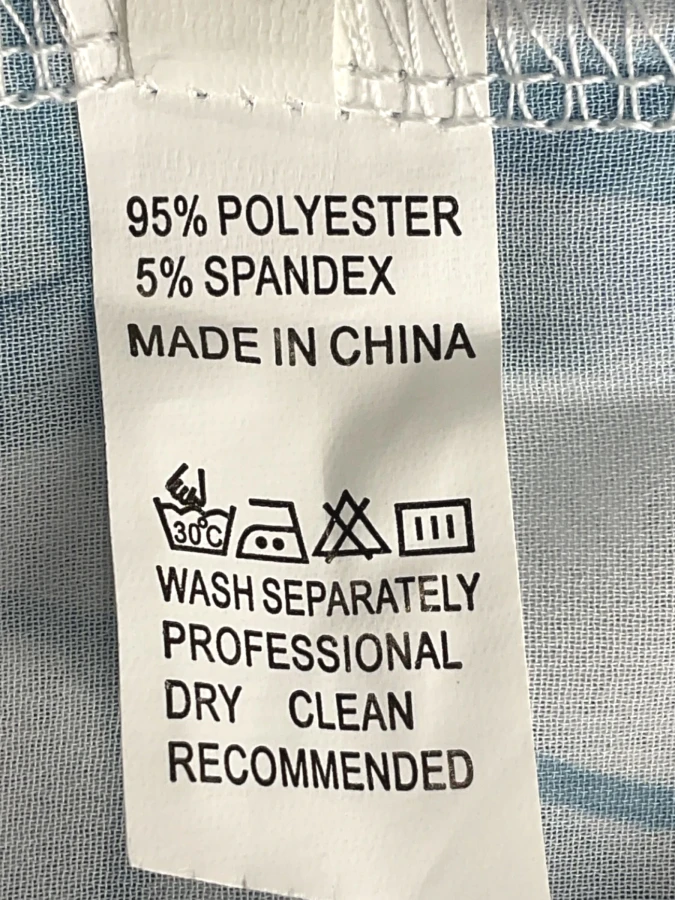 95% POLYESTER
5% SPANDEX
MADE IN CHINA
30°C
WASH SEPARATELY
PROFESSIONAL
DRY CLEAN
RECOMMENDED